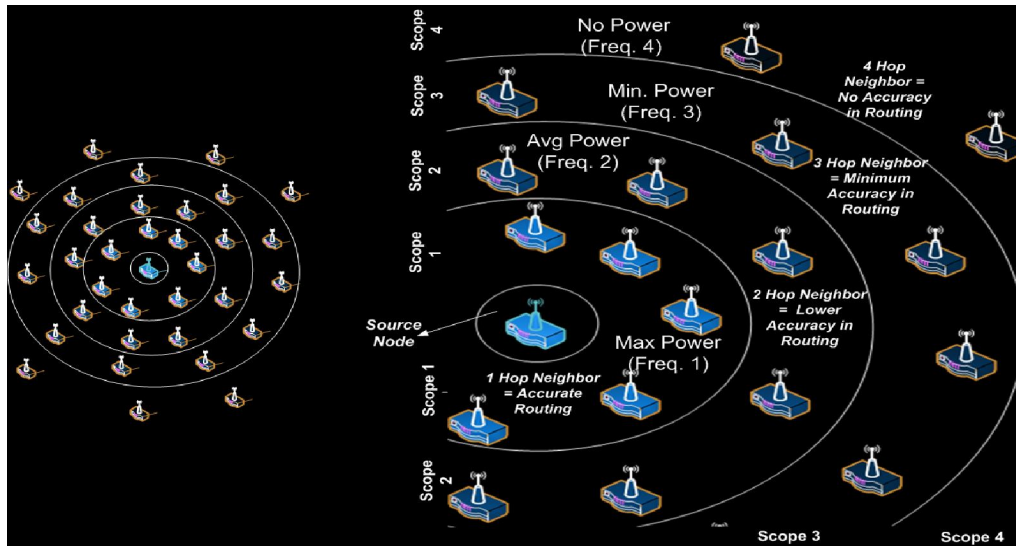 Scope
4
No Power
(Freq. 4)
4 Hop
Neighbor =
No Accuracy
in Routing
Scope
3
Min. Power
(Freq. 3)
3 Hop Neighbor
= Minimum
Accuracy in
Routing
Scope
2
Avg Power
(Freq. 2)
Scope
1
2 Hop Neighbor
= Lower
Accuracy in
Routing
Source
Node
Max Power
(Freq. 1)
Scope 1
1 Hop Neighbor
= Accurate
Routing
Scope
2
Scope 3
Scope 4